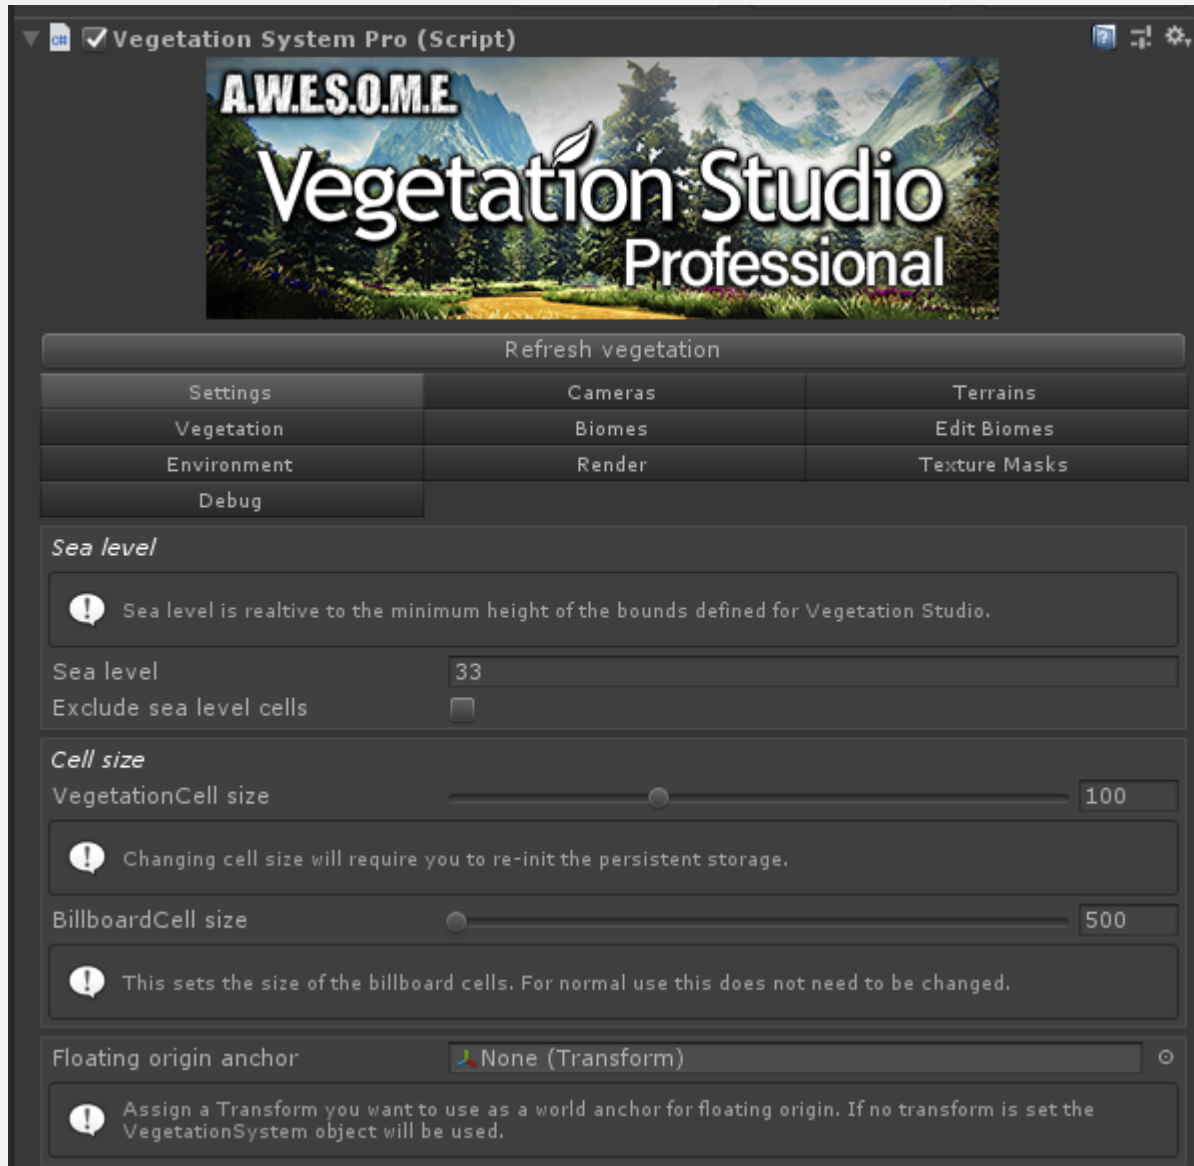 Vegetation System Pro (Script)
A.W.E.S.O.M.E.
Vegetation Studio
Professional
Refresh vegetation
Settings Cameras Terrains
Vegetation Biomes Edit Biomes
Environment Render Texture Masks
Debug
Sea level
Sea level is realtive to the minimum height of the bounds defined for Vegetation Studio.
Sea level 33
Exclude sea level cells
Cell size
VegetationCell size 100
Changing cell size will require you to re-init the persistent storage.
BillboardCell size 500
This sets the size of the billboard cells. For normal use this does not need to be changed.
Floating origin anchor None (Transform)
Assign a Transform you want to use as a world anchor for floating origin. If no transform is set the
VegetationSystem object will be used.